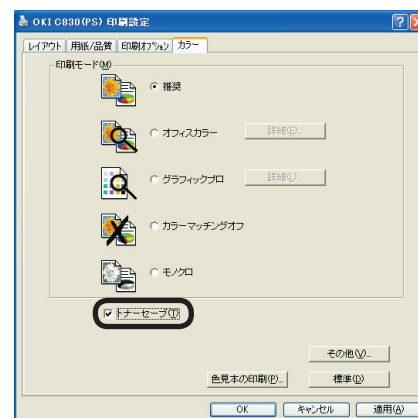 OKI C830(PS) 印刷設定
レイアウト 用紙/品質 印刷オプション カラー
印刷モード(M)
推奨
オフィスカラー 詳細(E)...
グラフィックプロ 詳細(L)...
カラーマッチングオフ
モノクロ
トナーセーブ(T)
その他(V)...
色見本の印刷(P)... 標準(D)
OK キャンセル 適用(A)